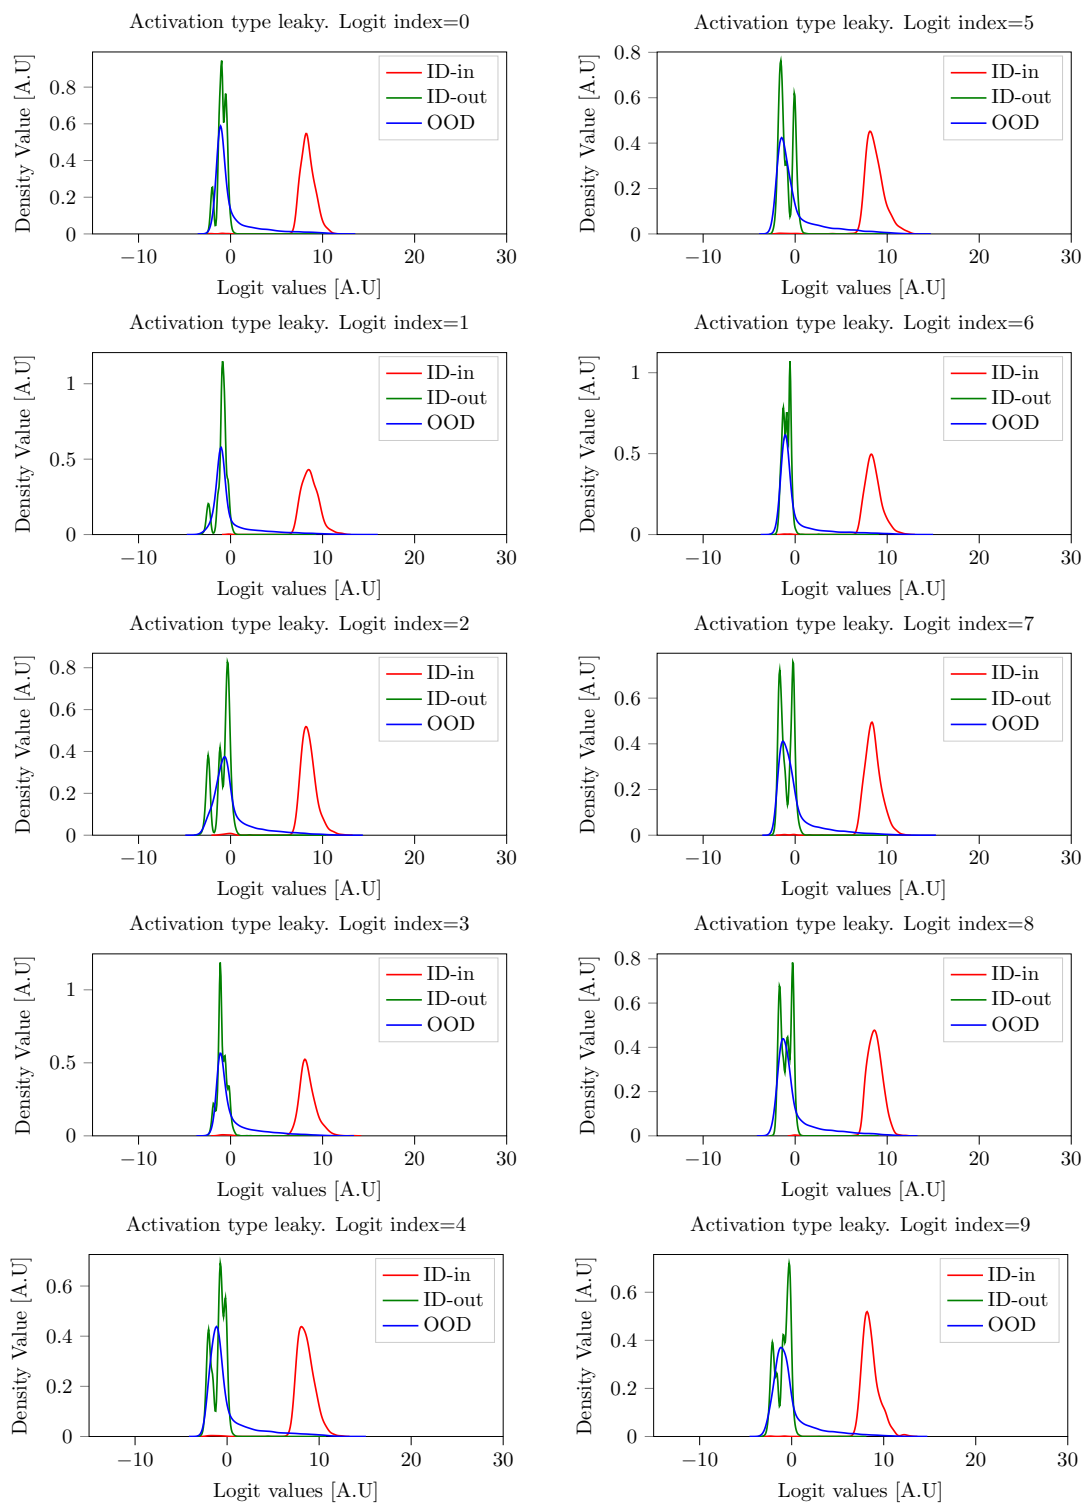 Activation type leaky. Logit index=0
Density Value [A.U]
0.8
0.6
0.4
0.2
0
ID-in
ID-out
OOD
−10 0 10 20 30
Logit values [A.U]
Activation type leaky. Logit index=5
Density Value [A.U]
0.8
0.6
0.4
0.2
0
ID-in
ID-out
OOD
−10 0 10 20 30
Logit values [A.U]
Activation type leaky. Logit index=1
Density Value [A.U]
1
0.5
0
ID-in
ID-out
OOD
−10 0 10 20 30
Logit values [A.U]
Activation type leaky. Logit index=6
Density Value [A.U]
1
0.5
0
ID-in
ID-out
OOD
−10 0 10 20 30
Logit values [A.U]
Activation type leaky. Logit index=2
Density Value [A.U]
0.8
0.6
0.4
0.2
0
ID-in
ID-out
OOD
−10 0 10 20 30
Logit values [A.U]
Activation type leaky. Logit index=7
Density Value [A.U]
0.6
0.4
0.2
0
ID-in
ID-out
OOD
−10 0 10 20 30
Logit values [A.U]
Activation type leaky. Logit index=3
Density Value [A.U]
1
0.5
0
ID-in
ID-out
OOD
−10 0 10 20 30
Logit values [A.U]
Activation type leaky. Logit index=8
Density Value [A.U]
0.8
0.6
0.4
0.2
0
ID-in
ID-out
OOD
−10 0 10 20 30
Logit values [A.U]
Activation type leaky. Logit index=4
Density Value [A.U]
0.6
0.4
0.2
0
ID-in
ID-out
OOD
−10 0 10 20 30
Logit values [A.U]
Activation type leaky. Logit index=9
Density Value [A.U]
0.6
0.4
0.2
0
ID-in
ID-out
OOD
−10 0 10 20 30
Logit values [A.U]